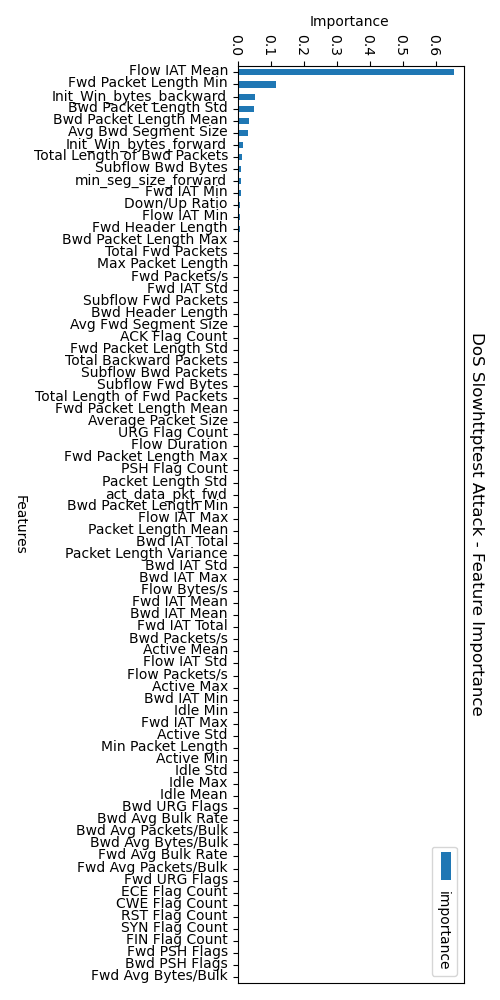 Importance
0.0 0.1 0.2 0.3 0.4 0.5 0.6
Flow IAT Mean
Fwd Packet Length Min
Init_Win_bytes_backward
Bwd Packet Length Std
Bwd Packet Length Mean
Avg Bwd Segment Size
Init_Win_bytes_forward
Total Length of Bwd Packets
Subflow Bwd Bytes
min_seg_size_forward
Fwd IAT Min
Down/Up Ratio
Flow IAT Min
Fwd Header Length
Bwd Packet Length Max
Total Fwd Packets
Max Packet Length
Fwd Packets/s
Fwd IAT Std
Subflow Fwd Packets
Bwd Header Length
Avg Fwd Segment Size
ACK Flag Count
Fwd Packet Length Std
Total Backward Packets
Subflow Bwd Packets
Subflow Fwd Bytes
Total Length of Fwd Packets
Fwd Packet Length Mean
Average Packet Size
URG Flag Count
Flow Duration
Fwd Packet Length Max
PSH Flag Count
Packet Length Std
act_data_pkt_fwd
Bwd Packet Length Min
Flow IAT Max
Packet Length Mean
Bwd IAT Total
Packet Length Variance
Bwd IAT Std
Bwd IAT Max
Flow Bytes/s
Fwd IAT Mean
Bwd IAT Mean
Fwd IAT Total
Bwd Packets/s
Active Mean
Flow IAT Std
Flow Packets/s
Active Max
Bwd IAT Min
Idle Min
Fwd IAT Max
Active Std
Min Packet Length
Active Min
Idle Std
Idle Max
Idle Mean
Bwd URG Flags
Bwd Avg Bulk Rate
Bwd Avg Packets/Bulk
Bwd Avg Bytes/Bulk
Fwd Avg Bulk Rate
Fwd Avg Packets/Bulk
Fwd URG Flags
ECE Flag Count
CWE Flag Count
RST Flag Count
SYN Flag Count
FIN Flag Count
Fwd PSH Flags
Bwd PSH Flags
Fwd Avg Bytes/Bulk
Features
DoS Slowhttptest Attack - Feature Importance
importance